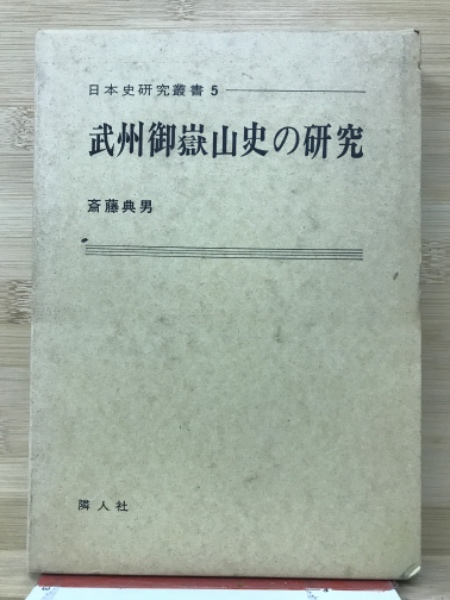 日本史研究叢書 5
武州御嶽山史の研究
斎藤典男
隣人社